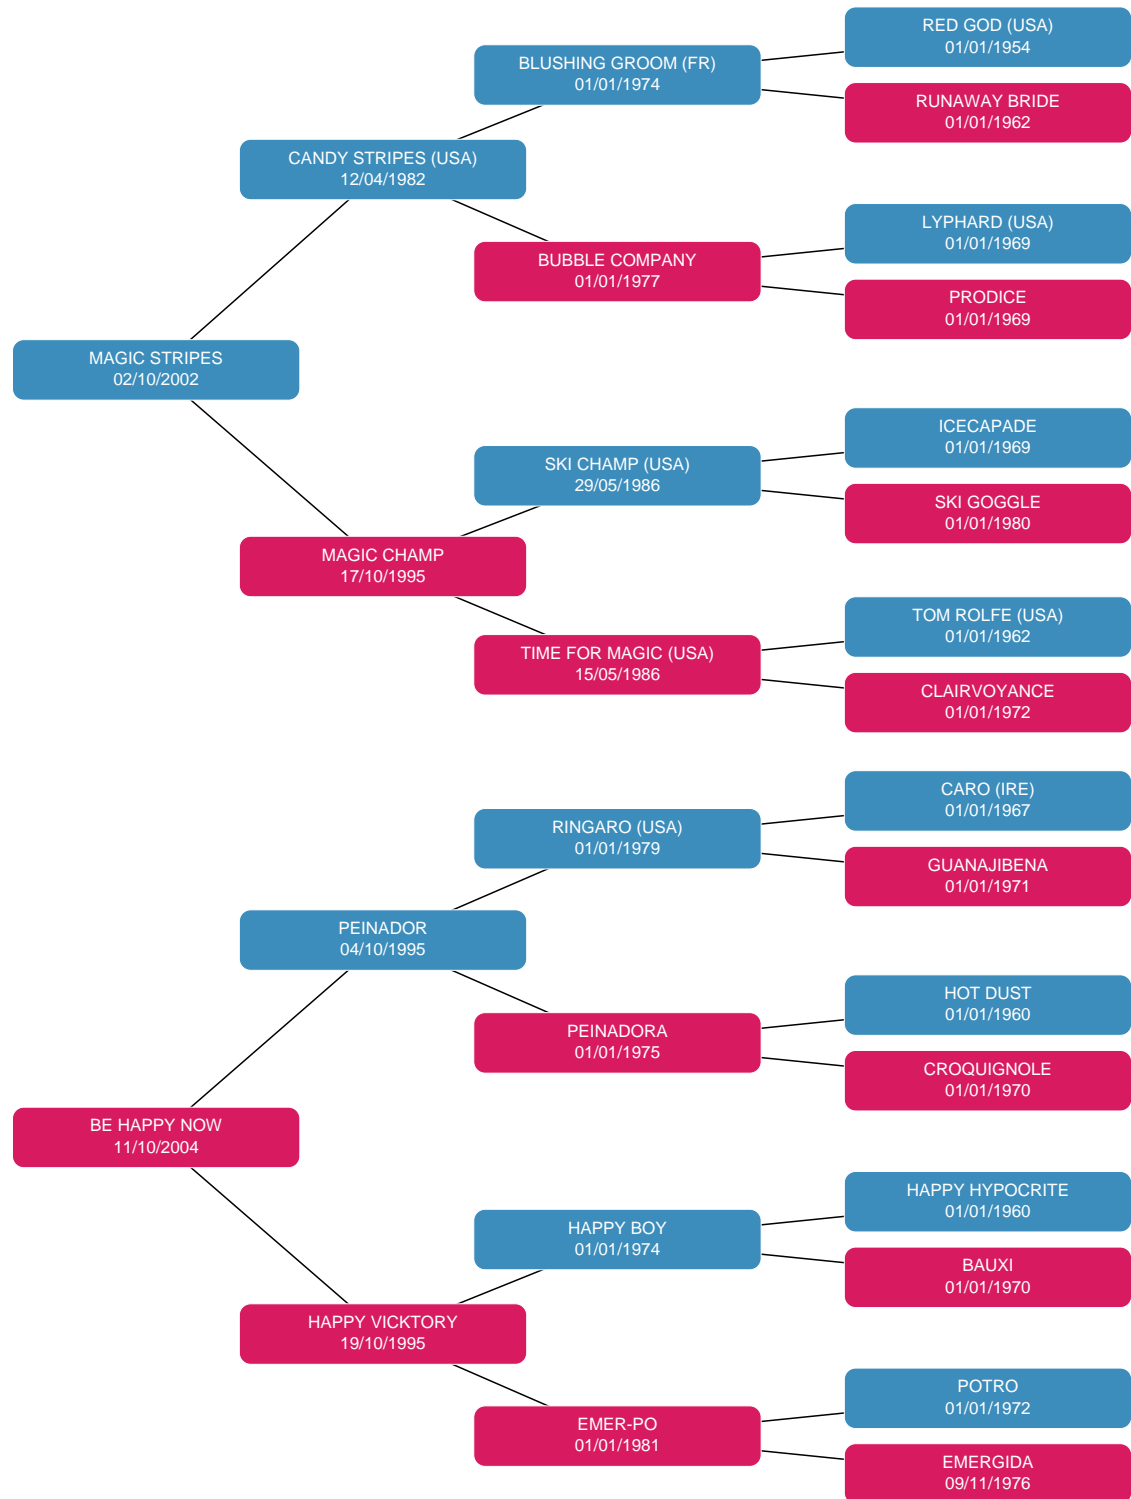 RED GOD (USA)
01/01/1954
BLUSHING GROOM (FR)
01/01/1974
RUNAWAY BRIDE
01/01/1962
CANDY STRIPES (USA)
12/04/1982
LYPHARD (USA)
01/01/1969
BUBBLE COMPANY
01/01/1977
PRODICE
01/01/1969
MAGIC STRIPES
02/10/2002
ICECAPADE
01/01/1969
SKI CHAMP (USA)
29/05/1986
SKI GOGGLE
01/01/1980
MAGIC CHAMP
17/10/1995
TOM ROLFE (USA)
01/01/1962
TIME FOR MAGIC (USA)
15/05/1986
CLAIRVOYANCE
01/01/1972
CARO (IRE)
01/01/1967
RINGARO (USA)
01/01/1979
GUANAJIBENA
01/01/1971
PEINADOR
04/10/1995
HOT DUST
01/01/1960
PEINADORA
01/01/1975
CROQUIGNOLE
01/01/1970
BE HAPPY NOW
11/10/2004
HAPPY HYPOCRITE
01/01/1960
HAPPY BOY
01/01/1974
BAUXI
01/01/1970
HAPPY VICKTORY
19/10/1995
POTRO
01/01/1972
EMER-PO
01/01/1981
EMERGIDA
09/11/1976